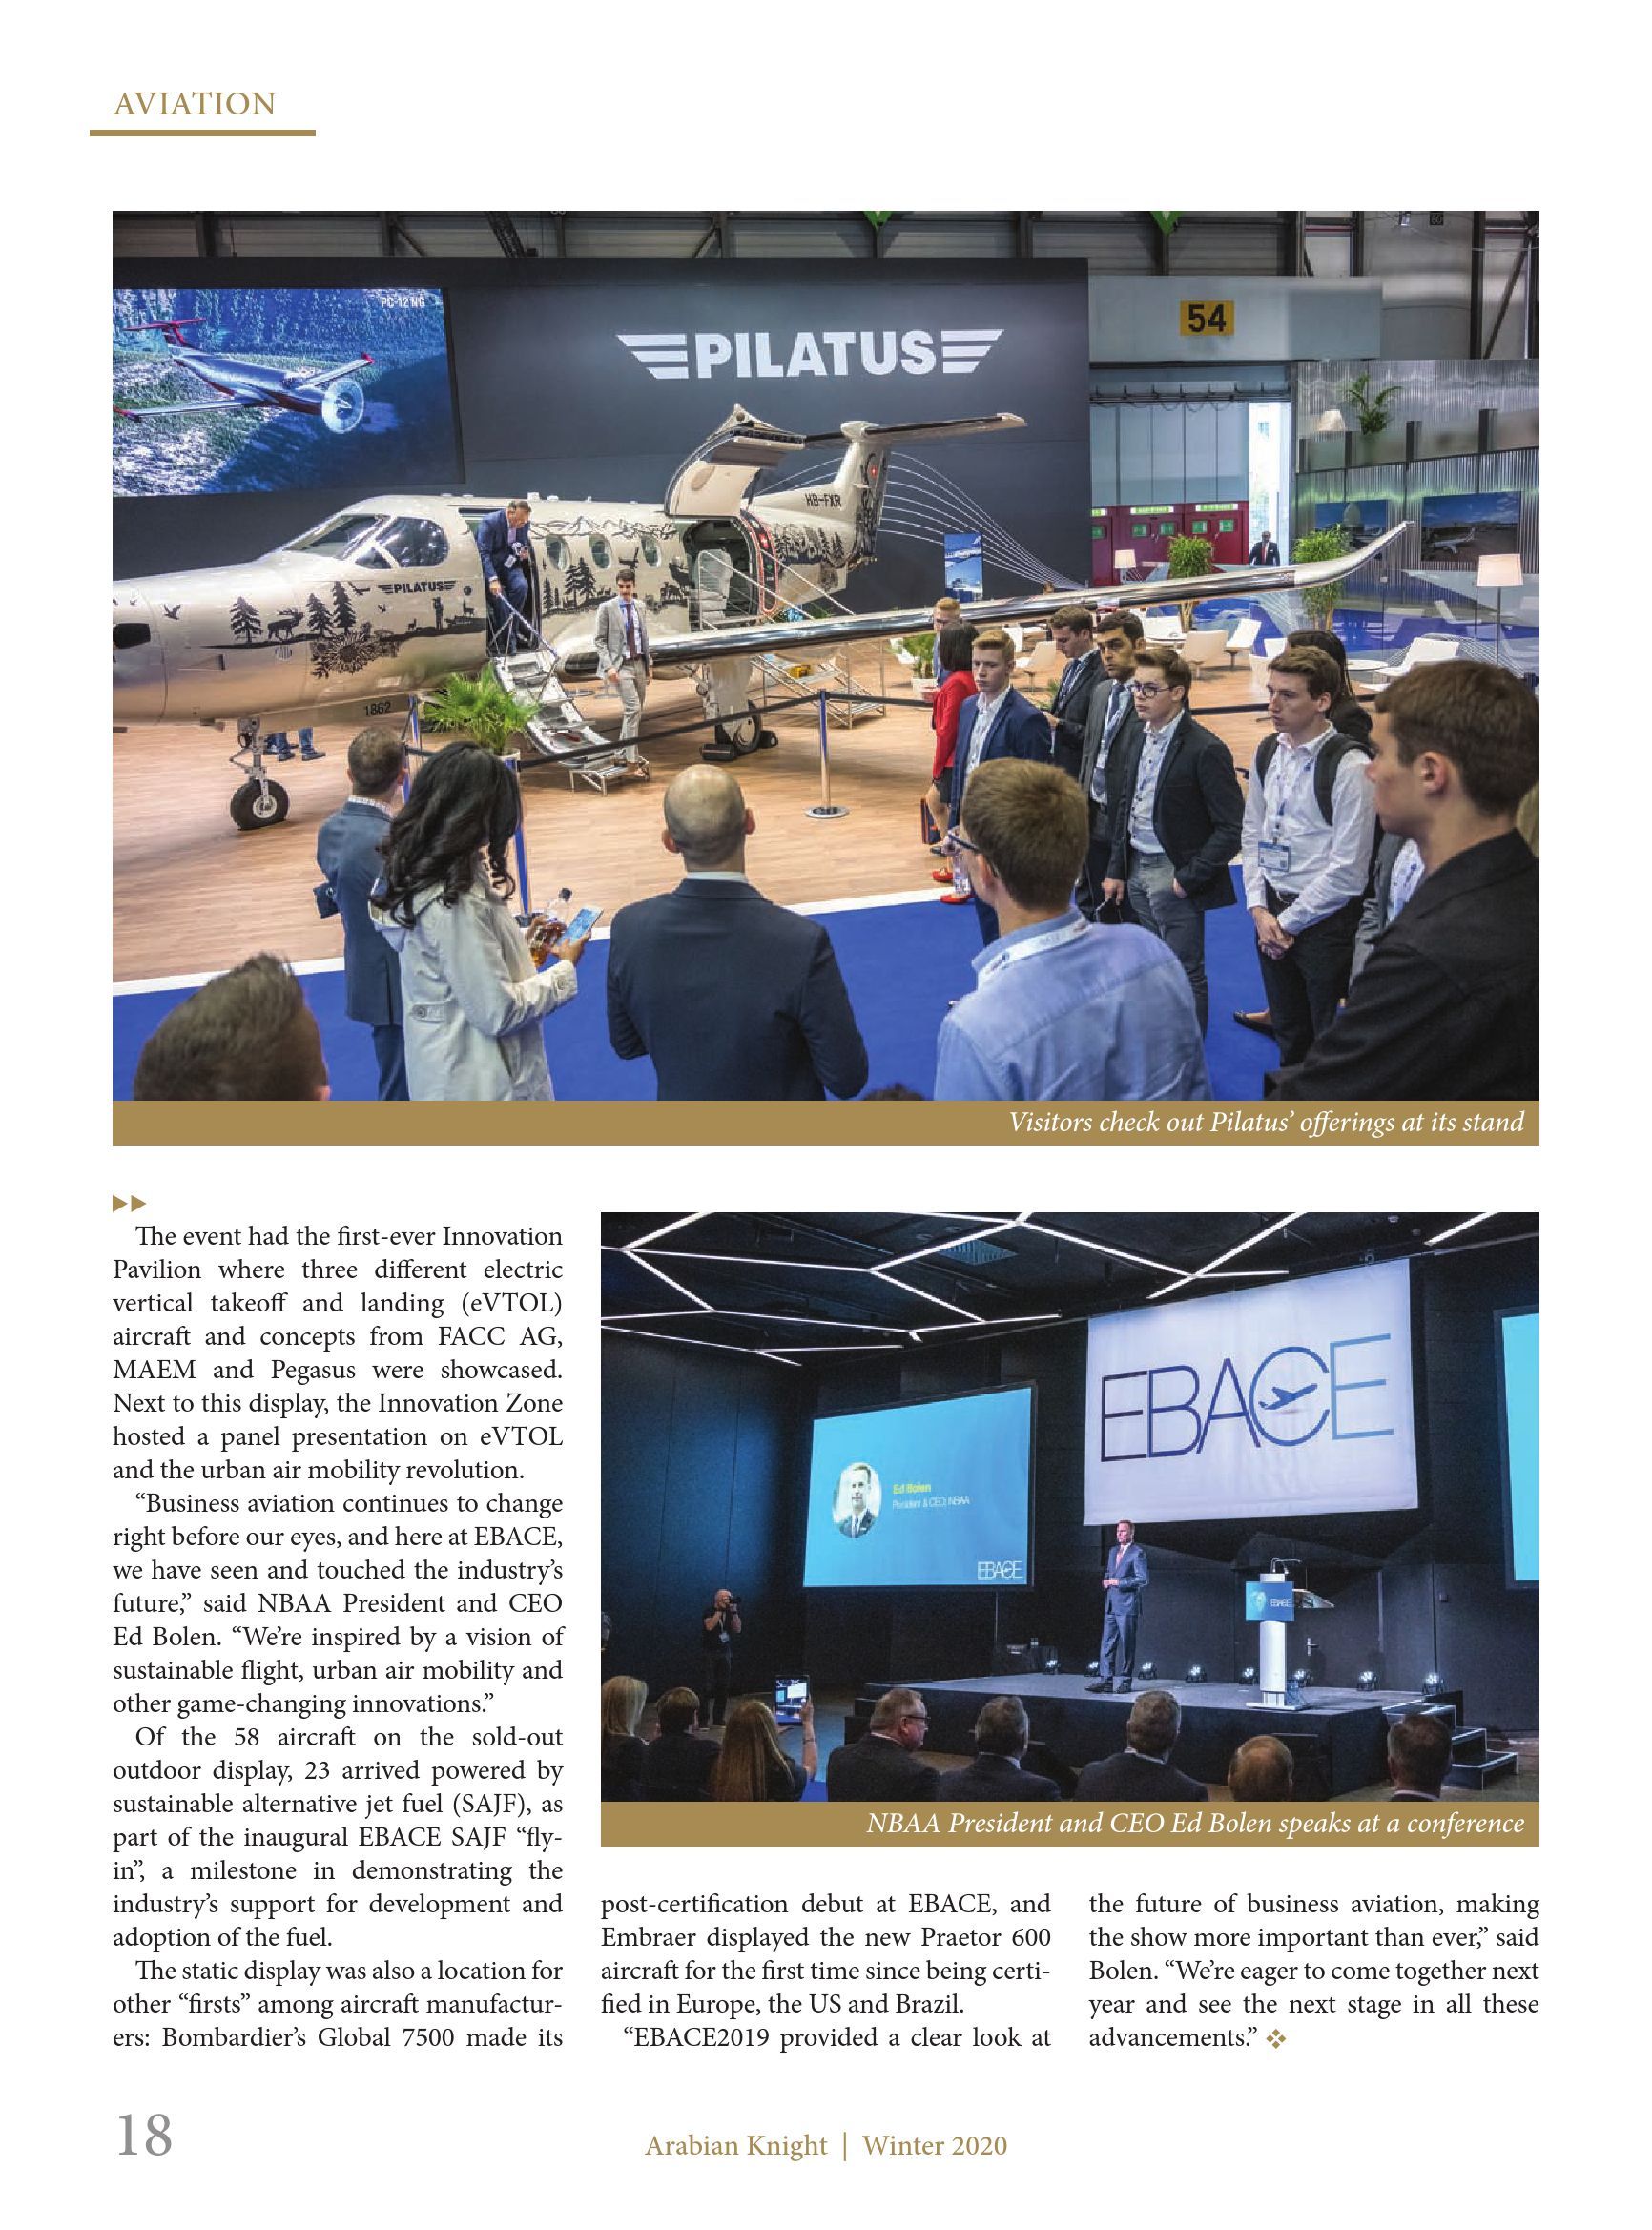 AVIATION
PC-12 NG
PILATUS
54
HB-FXR
PILATUS
1862
Visitors check out Pilatus’ offerings at its stand
The event had the first-ever Innovation
Pavilion where three different electric
vertical takeoff and landing (eVTOL)
aircraft and concepts from FACC AG,
MAEM and Pegasus were showcased.
Next to this display, the Innovation Zone
hosted a panel presentation on eVTOL
and the urban air mobility revolution.
“Business aviation continues to change
right before our eyes, and here at EBACE,
we have seen and touched the industry’s
future,” said NBAA President and CEO
Ed Bolen. “We’re inspired by a vision of
sustainable flight, urban air mobility and
other game-changing innovations.”
Of the 58 aircraft on the sold-out
outdoor display, 23 arrived powered by
sustainable alternative jet fuel (SAJF), as
part of the inaugural EBACE SAJF “fly-
in”, a milestone in demonstrating the
industry’s support for development and
adoption of the fuel.
The static display was also a location for
other “firsts” among aircraft manufactur-
ers: Bombardier’s Global 7500 made its
EBACE
Ed Bolen
President & CEO, NBAA
EBACE
EBACE
NBAA President and CEO Ed Bolen speaks at a conference
post-certification debut at EBACE, and
Embraer displayed the new Praetor 600
aircraft for the first time since being certi-
fied in Europe, the US and Brazil.
“EBACE2019 provided a clear look at
the future of business aviation, making
the show more important than ever,” said
Bolen. “We’re eager to come together next
year and see the next stage in all these
advancements.”
18
Arabian Knight | Winter 2020